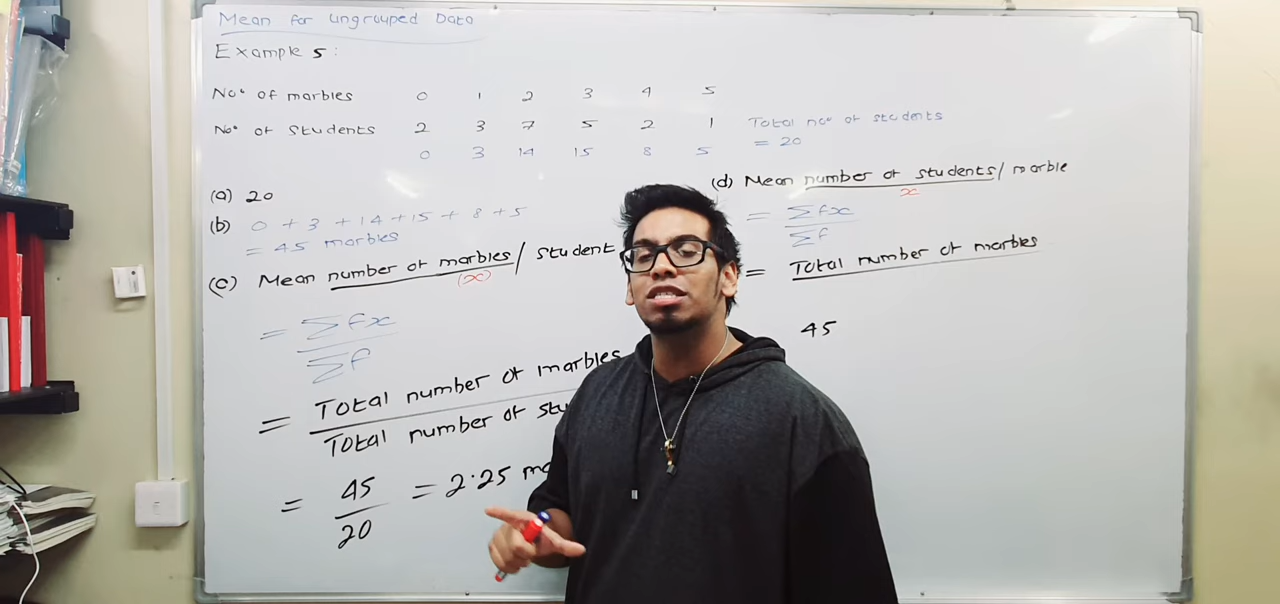 Mean for Ungrouped Data
Example 5:
No° of marbles 0 1 2 3 4 5
No° of Students 2 3 7 5 2 1 Total no° of students
= 20
0 3 14 15 8 5
(a) 20
(b) 0 + 3 + 14 + 15 + 8 + 5
= 45 marbles
(c) Mean number of marbles / student
(x)
= Σfx
Σf
= Total number of marbles
Total number of
= 45
20
= 2.25
(d) Mean number of students / marble
x
= Σfx
Σf
= Total number of marbles
45